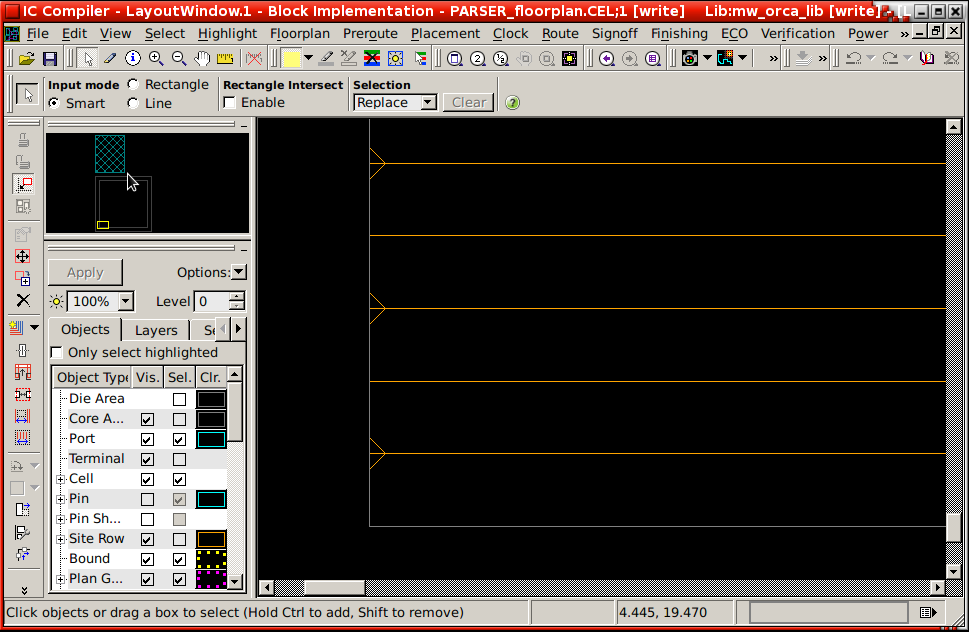 IC Compiler - LayoutWindow.1 - Block Implementation - PARSER_floorplan.CEL;1 [write]    Lib:mw_orca_lib [write]
File Edit View Select Highlight Floorplan Preroute Placement Clock Route Signoff Finishing ECO Verification Power »
Input mode Rectangle Rectangle Intersect Selection
Smart Line Enable Replace Clear
Apply Options:
100% Level 0
Objects Layers
Only select highlighted
Object Type Vis. Sel. Clr.
Die Area
Core A...
Port
Terminal
Cell
Pin
Pin Sh...
Site Row
Bound
Plan G...
Click objects or drag a box to select (Hold Ctrl to add, Shift to remove) 4.445, 19.470